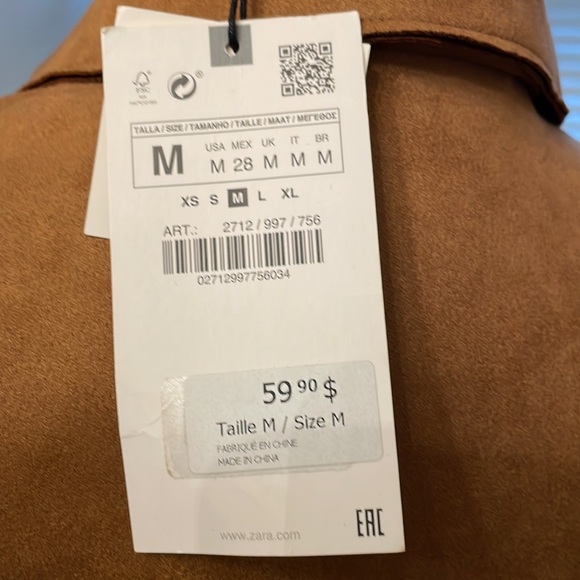 FSC
TALLA / SIZE / TAMANHO / TAILLE / MAAT / ΜΕΓΕΘΟΣ
M
USA MEX UK IT BR
M 28 M M M
XS S M L XL
ART.: 2712 / 997 / 756
02712997756034
59 90 $
Taille M / Size M
FABRIQUÉ EN CHINE
MADE IN CHINA
www.zara.com
EAC